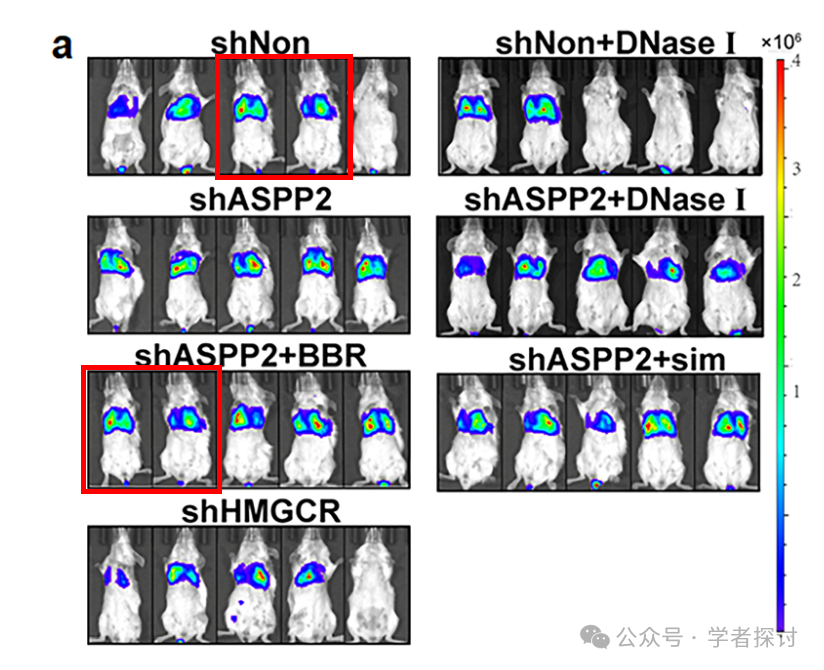 a
shNon
shNon+DNase I
×10⁶
4
3
2
1
shASPP2
shASPP2+DNase I
shASPP2+BBR
shASPP2+sim
shHMGCR
公众号 · 学者探讨